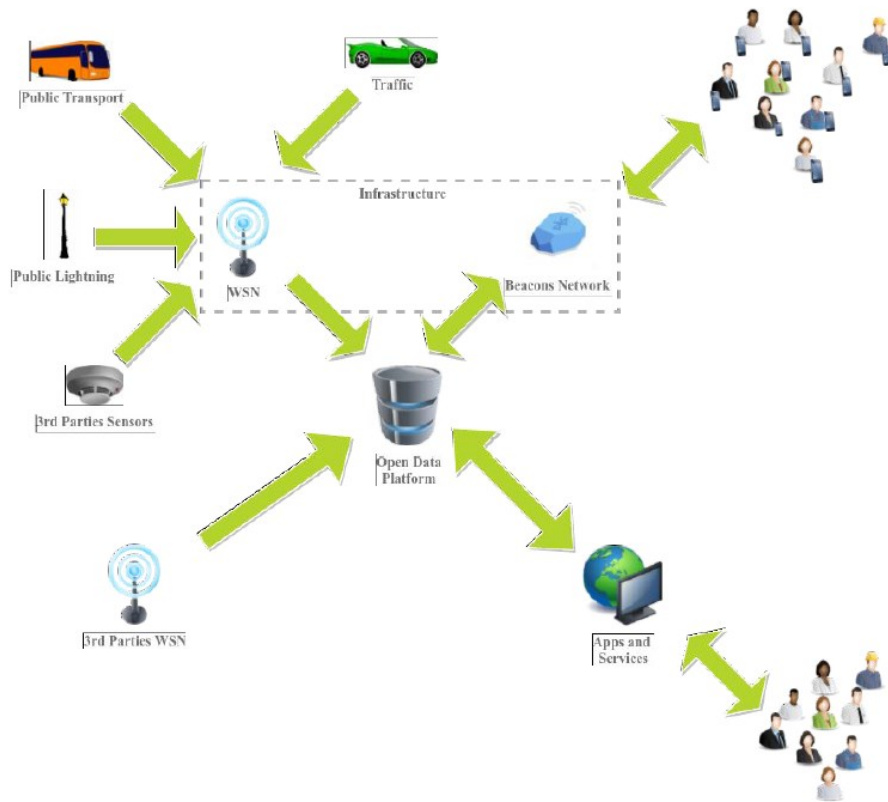 Public Transport
Traffic
Infrastructure
Public Lightning
WSN
Beacons Network
3rd Parties Sensors
Open Data
Platform
3rd Parties WSN
Apps and
Services